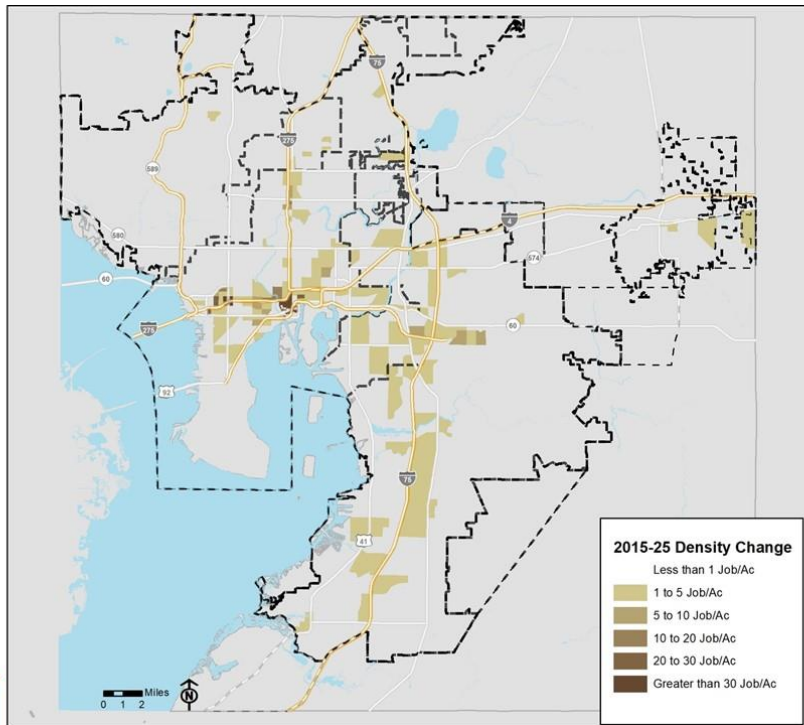 75
275
589
580
4
574
60
275
60
92
75
41
2015-25 Density Change
Less than 1 Job/Ac
1 to 5 Job/Ac
5 to 10 Job/Ac
10 to 20 Job/Ac
20 to 30 Job/Ac
Greater than 30 Job/Ac
Miles
0 1 2
N